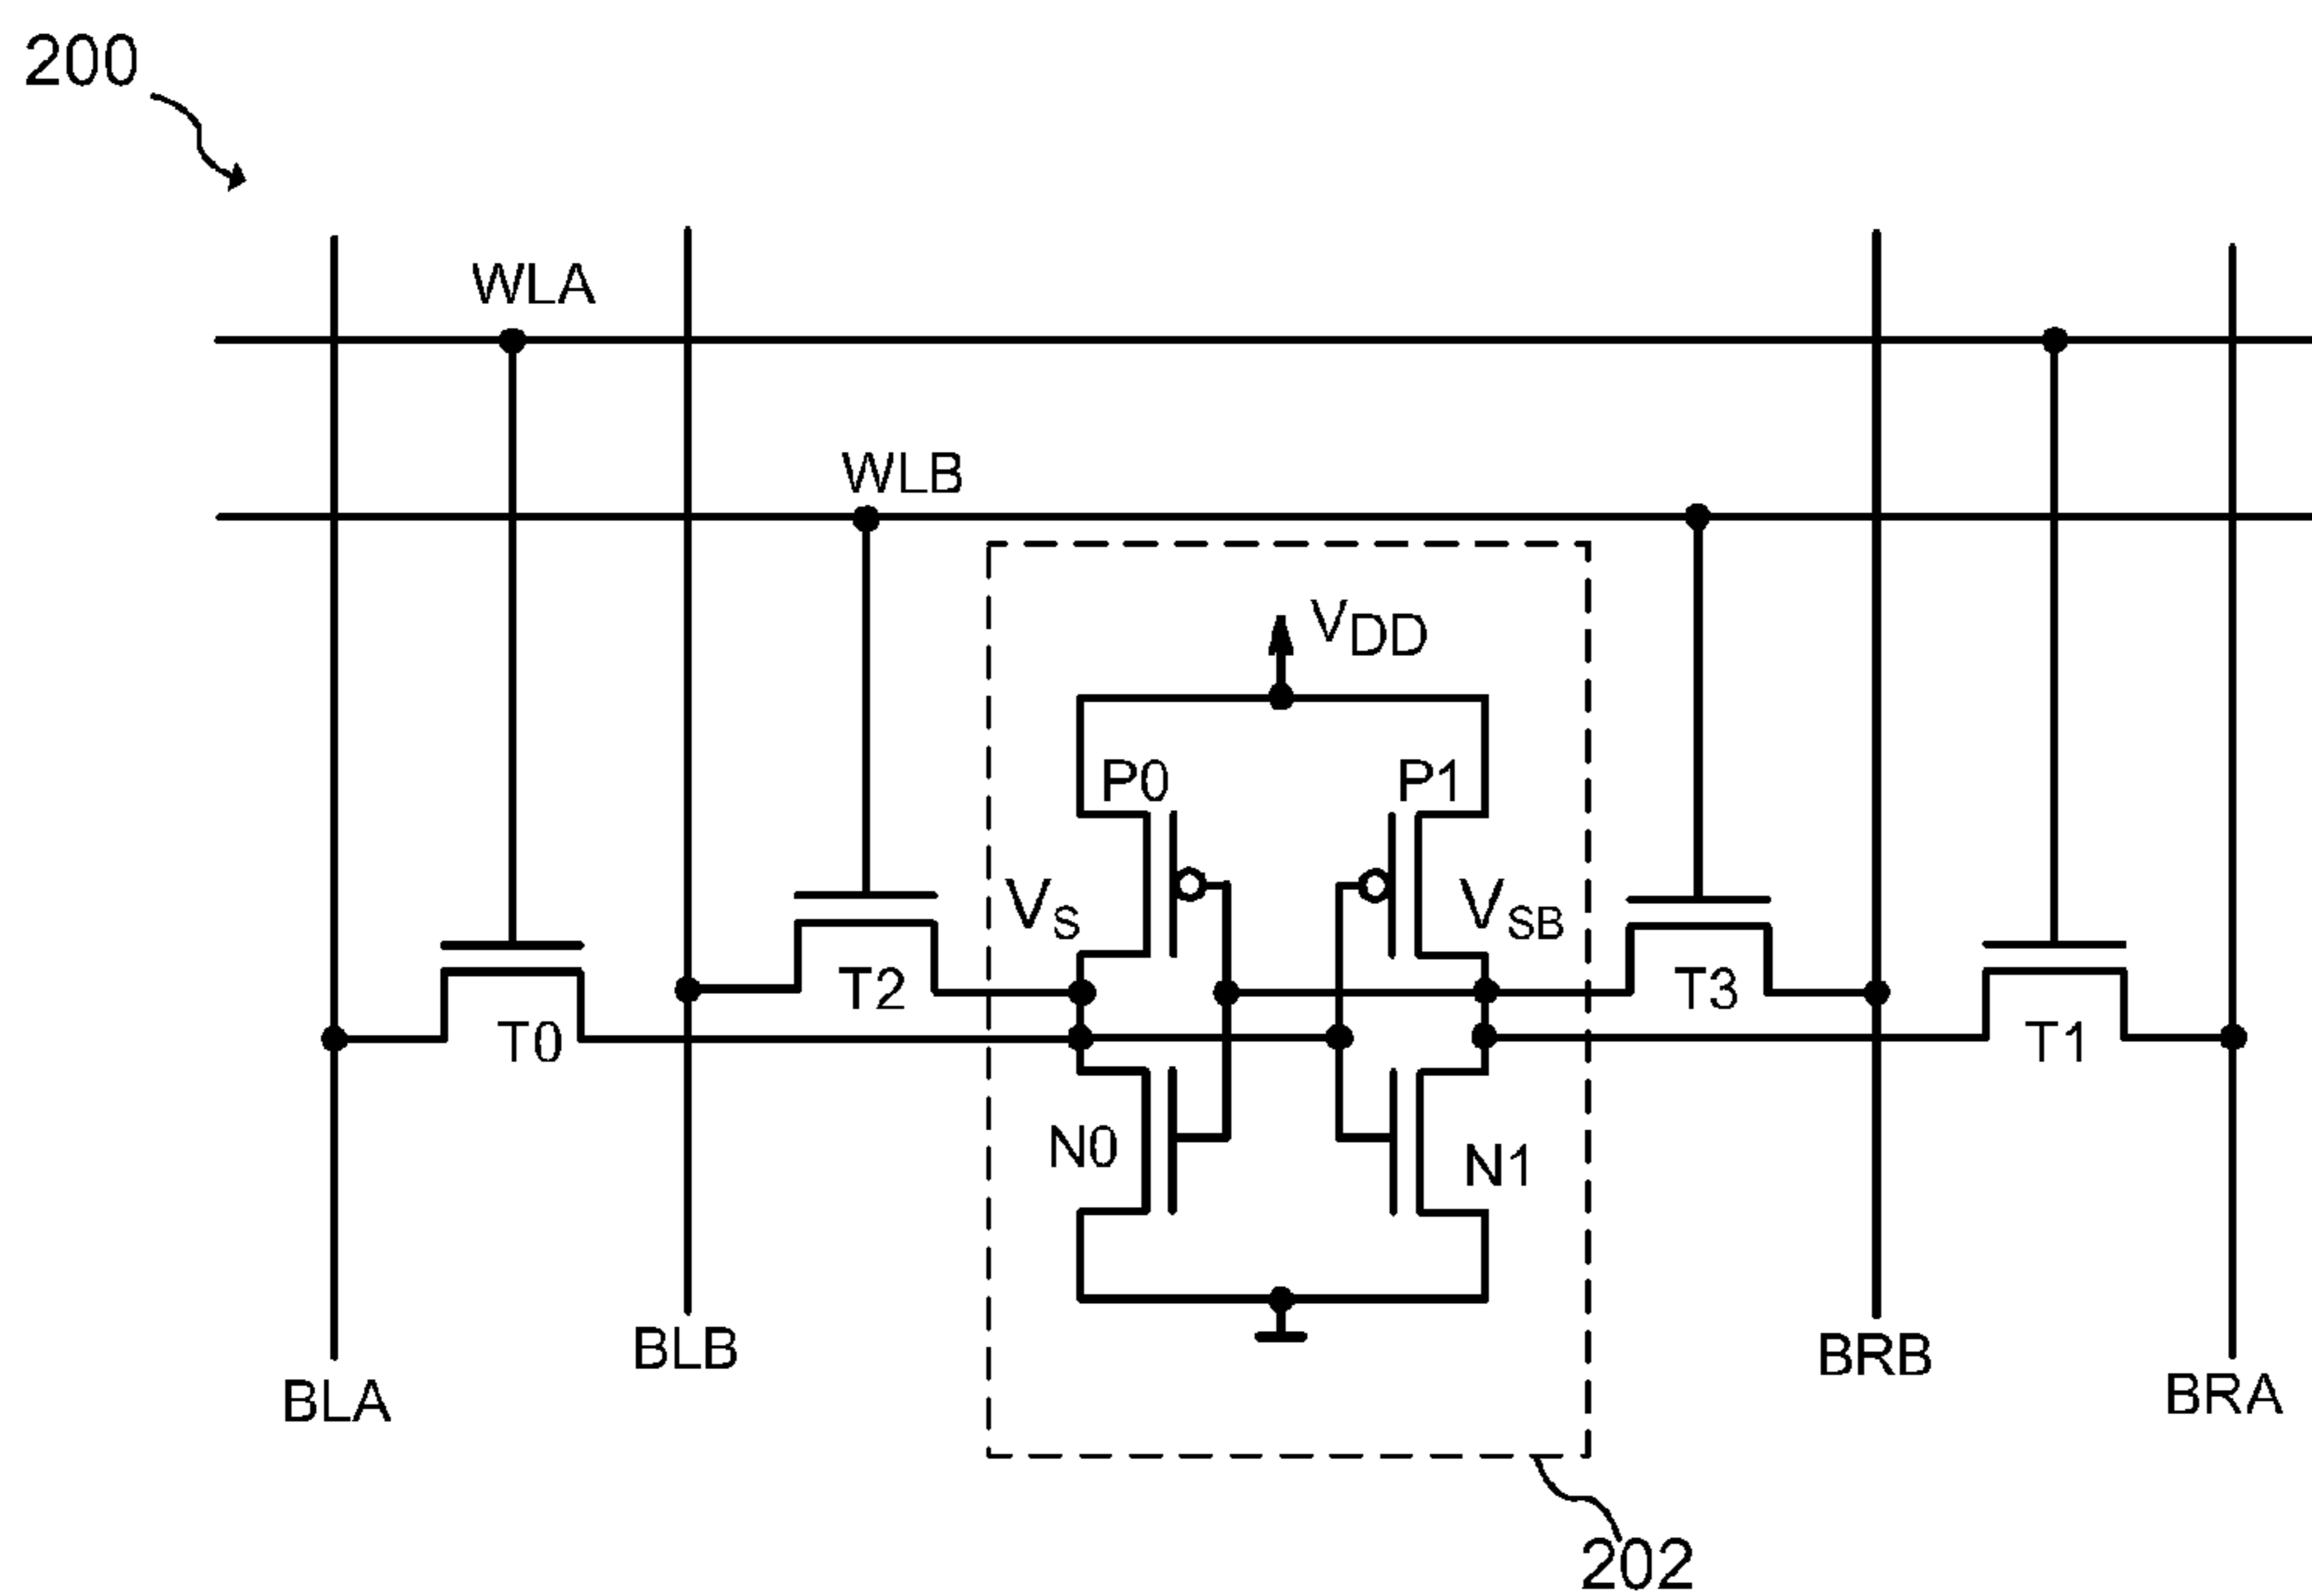 200
WLA
WLB
VDD
P0
P1
VS
VSB
T2
T3
T0
T1
N0
N1
BLB
BRB
BLA
BRA
202